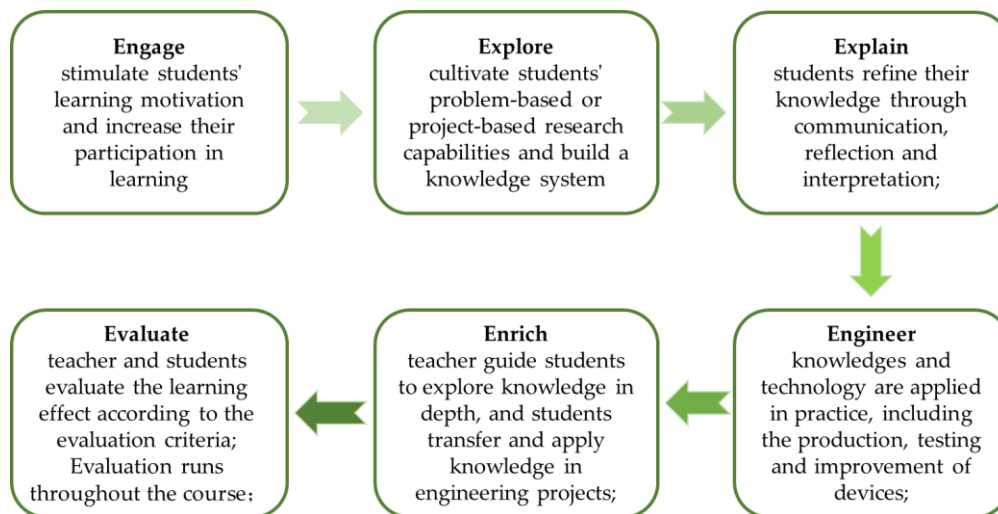 Engage
stimulate students'
learning motivation
and increase their
participation in
learning
Explore
cultivate students'
problem-based or
project-based research
capabilities and build a
knowledge system
Explain
students refine their
knowledge through
communication,
reflection and
interpretation;
Engineer
knowledges and
technology are applied
in practice, including
the production, testing
and improvement of
devices;
Enrich
teacher guide students
to explore knowledge in
depth, and students
transfer and apply
knowledge in
engineering projects;
Evaluate
teacher and students
evaluate the learning
effect according to the
evaluation criteria;
Evaluation runs
throughout the course;